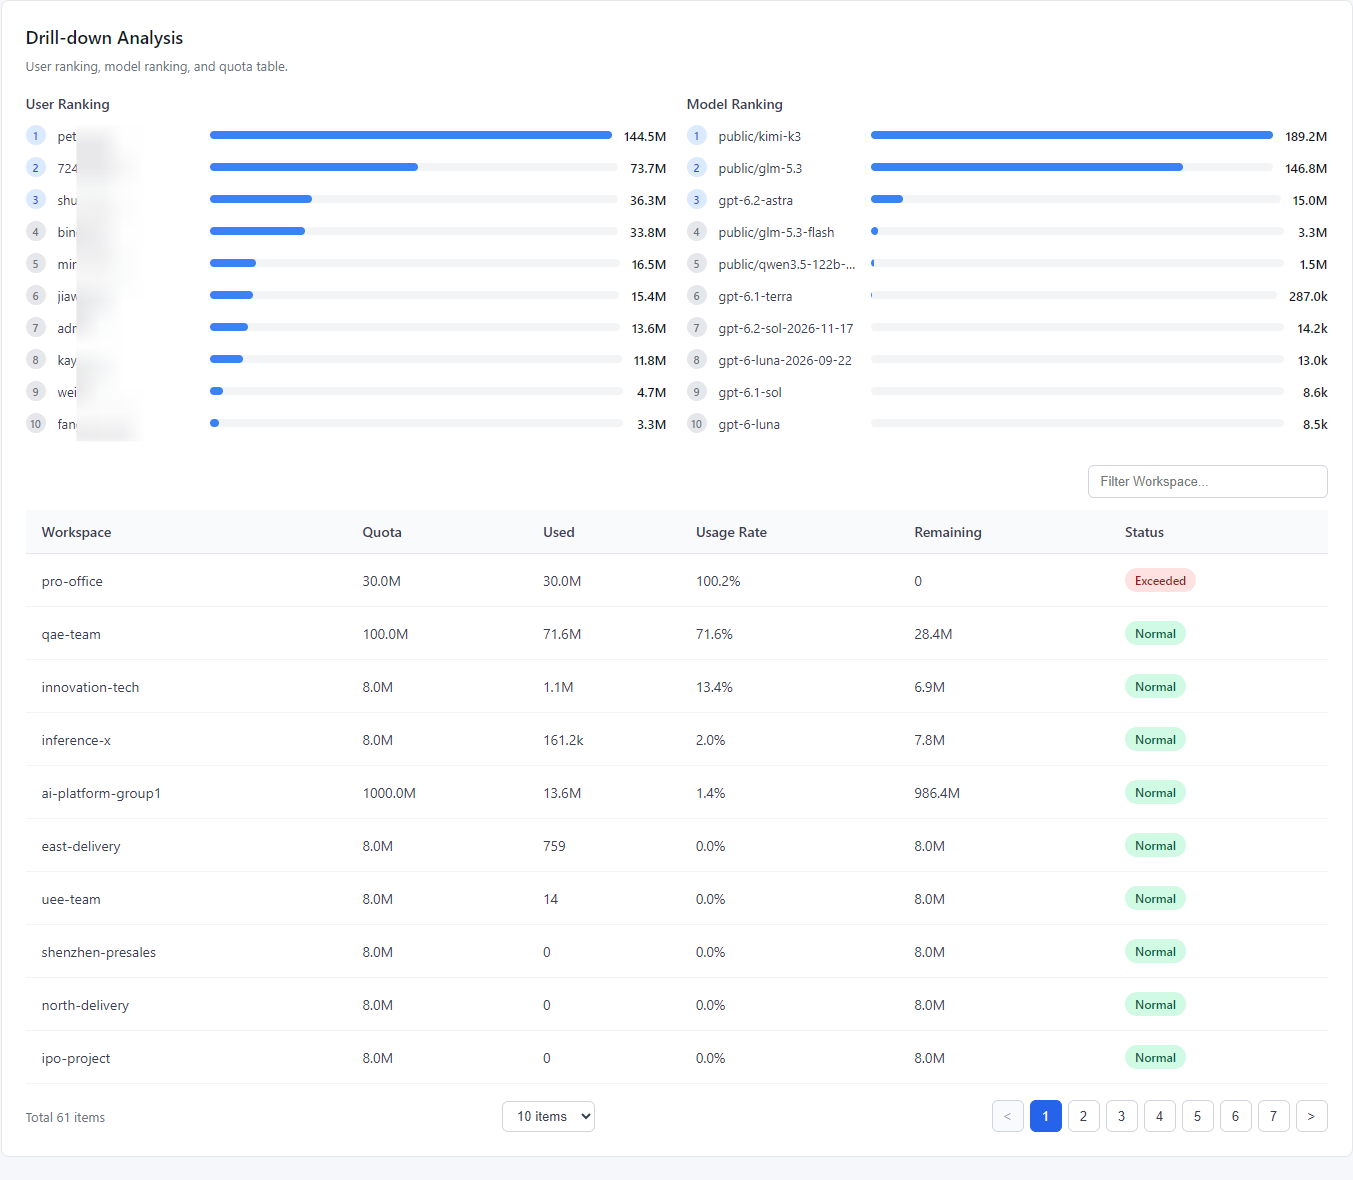 Drill-down Analysis
User ranking, model ranking, and quota table.
User Ranking
1 pet 144.5M
2 724 73.7M
3 shu 36.3M
4 bin 33.8M
5 min 16.5M
6 jiaw 15.4M
7 adr 13.6M
8 kay 11.8M
9 wei 4.7M
10 fan 3.3M
Model Ranking
1 public/kimi-k3 189.2M
2 public/glm-5.3 146.8M
3 gpt-6.2-astra 15.0M
4 public/glm-5.3-flash 3.3M
5 public/qwen3.5-122b-... 1.5M
6 gpt-6.1-terra 287.0k
7 gpt-6.2-sol-2026-11-17 14.2k
8 gpt-6-luna-2026-09-22 13.0k
9 gpt-6.1-sol 8.6k
10 gpt-6-luna 8.5k
Filter Workspace...
Workspace Quota Used Usage Rate Remaining Status
pro-office 30.0M 30.0M 100.2% 0 Exceeded
qae-team 100.0M 71.6M 71.6% 28.4M Normal
innovation-tech 8.0M 1.1M 13.4% 6.9M Normal
inference-x 8.0M 161.2k 2.0% 7.8M Normal
ai-platform-group1 1000.0M 13.6M 1.4% 986.4M Normal
east-delivery 8.0M 759 0.0% 8.0M Normal
uee-team 8.0M 14 0.0% 8.0M Normal
shenzhen-presales 8.0M 0 0.0% 8.0M Normal
north-delivery 8.0M 0 0.0% 8.0M Normal
ipo-project 8.0M 0 0.0% 8.0M Normal
Total 61 items 10 items < 1 2 3 4 5 6 7 >